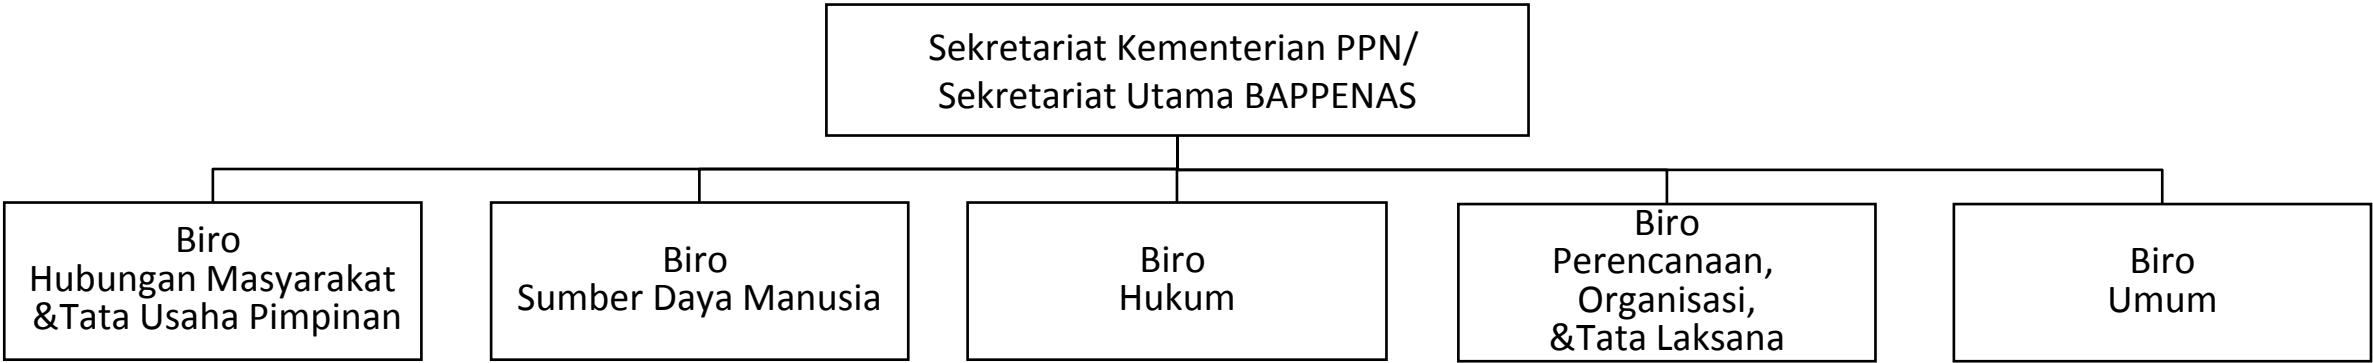 Sekretariat Kementerian PPN/
Sekretariat Utama BAPPENAS
Biro
Hubungan Masyarakat
&Tata Usaha Pimpinan
Biro
Sumber Daya Manusia
Biro
Hukum
Biro
Perencanaan,
Organisasi,
&Tata Laksana
Biro
Umum